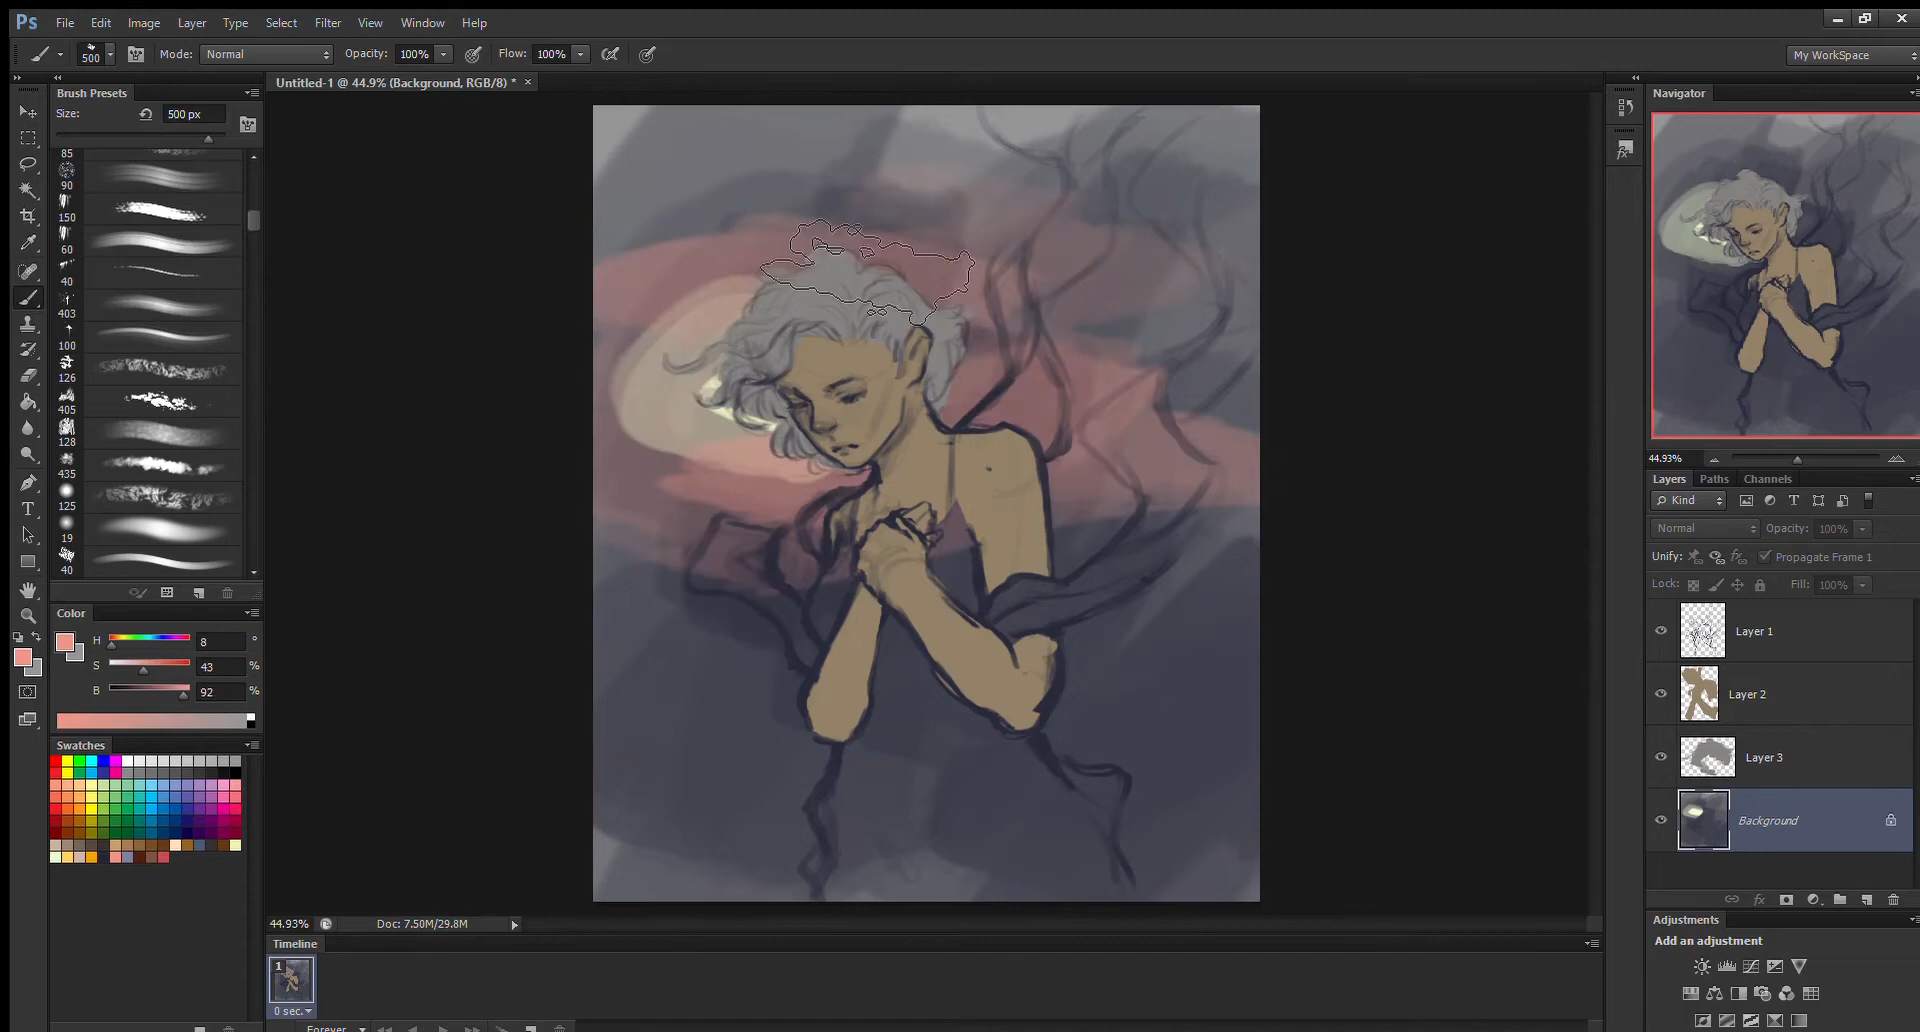 Ps File Edit Image Layer Type Select Filter View Window Help
500 Mode: Normal Opacity: 100% Flow: 100% My WorkSpace
Untitled-1 @ 44.9% (Background, RGB/8) * ×
Brush Presets
Size: 500 px
85
90
150
60
40
403
100
126
405
128
435
125
19
40
Color
H 8 °
S 43 %
B 92 %
Swatches
44.93% Doc: 7.50M/29.8M
Timeline
1
0 sec.
Forever
Navigator
44.93%
Layers Paths Channels
Kind
Normal Opacity: 100%
Unify: Propagate Frame 1
Lock: Fill: 100%
Layer 1
Layer 2
Layer 3
Background
fx
Adjustments
Add an adjustment